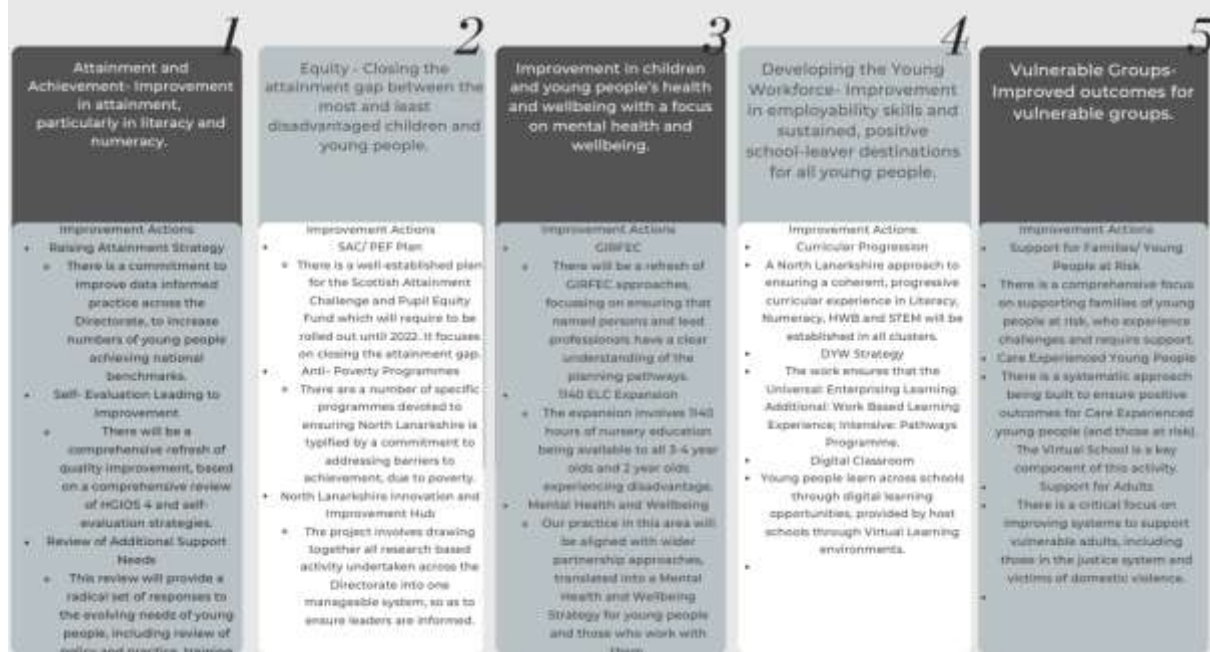 1
Attainment and
Achievement- Improvement
in attainment,
particularly in literacy and
numeracy.
Improvement Actions
• Raising Attainment Strategy
There is a commitment to
improve data informed
practice across the
Directorate, to increase
numbers of young people
achieving national
benchmarks.
• Self- Evaluation Leading to
Improvement
There will be a
comprehensive refresh of
quality improvement, based
on a comprehensive review
of HGIOS 4 and self-
evaluation strategies.
• Review of Additional Support
Needs
This review will provide a
radical set of responses to
the evolving needs of young
people, including review of
policy and practice, training
2
Equity - Closing the
attainment gap between the
most and least
disadvantaged children and
young people.
Improvement Actions
• SAC/ PEF Plan
There is a well-established plan
for the Scottish Attainment
Challenge and Pupil Equity
Fund which will require to be
rolled out until 2022. It focuses
on closing the attainment gap.
• Anti- Poverty Programmes
There are a number of specific
programmes devoted to
ensuring North Lanarkshire is
typified by a commitment to
addressing barriers to
achievement, due to poverty.
• North Lanarkshire Innovation and
Improvement Hub
The project involves drawing
together all research based
activity undertaken across the
Directorate into one
manageable system, so as to
ensure leaders are informed.
3
Improvement in children
and young people's health
and wellbeing with a focus
on mental health and
wellbeing.
Improvement Actions
• GIRFEC
There will be a refresh of
GIRFEC approaches,
focussing on ensuring that
named persons and lead
professionals have a clear
understanding of the
planning pathways.
• 1140 ELC Expansion
The expansion involves 1140
hours of nursery education
being available to all 3-4 year
olds and 2 year olds
experiencing disadvantage.
• Mental Health and Wellbeing
Our practice in this area will
be aligned with wider
partnership approaches,
translated into a Mental
Health and Wellbeing
Strategy for young people
and those who work with
them.
4
Developing the Young
Workforce- Improvement
in employability skills and
sustained, positive
school-leaver destinations
for all young people.
Improvement Actions
• Curricular Progression
• A North Lanarkshire approach to
ensuring a coherent, progressive
curricular experience in Literacy,
Numeracy, HWB and STEM will be
established in all clusters.
• DYW Strategy
• The work ensures that the
Universal: Enterprising Learning;
Additional: Work Based Learning
Experience; Intensive: Pathways
Programme.
• Digital Classroom
• Young people learn across schools
through digital learning
opportunities, provided by host
schools through Virtual Learning
environments.
5
Vulnerable Groups-
Improved outcomes for
vulnerable groups.
Improvement Actions
• Support for Families/ Young
People at Risk
• There is a comprehensive focus
on supporting families of young
people at risk, who experience
challenges and require support.
• Care Experienced Young People
• There is a systematic approach
being built to ensure positive
outcomes for Care Experienced
young people (and those at risk).
The Virtual School is a key
component of this activity.
• Support for Adults
• There is a critical focus on
improving systems to support
vulnerable adults, including
those in the justice system and
victims of domestic violence.